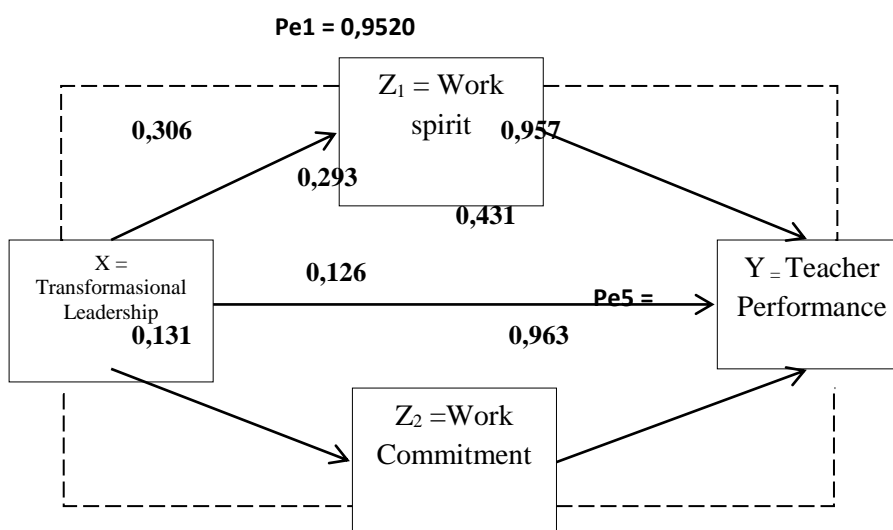 Pe1 = 0,9520
Z₁ = Work
spirit
0,306
0,957
0,293
0,431
X =
Transformasional
Leadership
0,126
Pe5 =
Y = Teacher
Performance
0,131
0,963
Z₂ =Work
Commitment